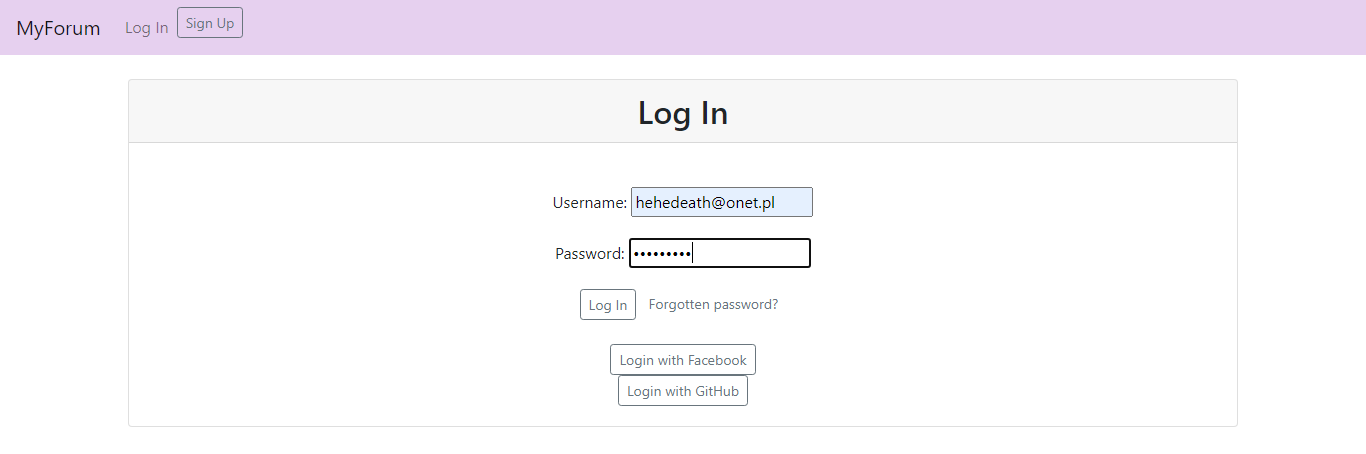 MyForum Log In Sign Up
Log In
Username: hehedeath@onet.pl
Password: •••••••••
Log In Forgotten password?
Login with Facebook
Login with GitHub